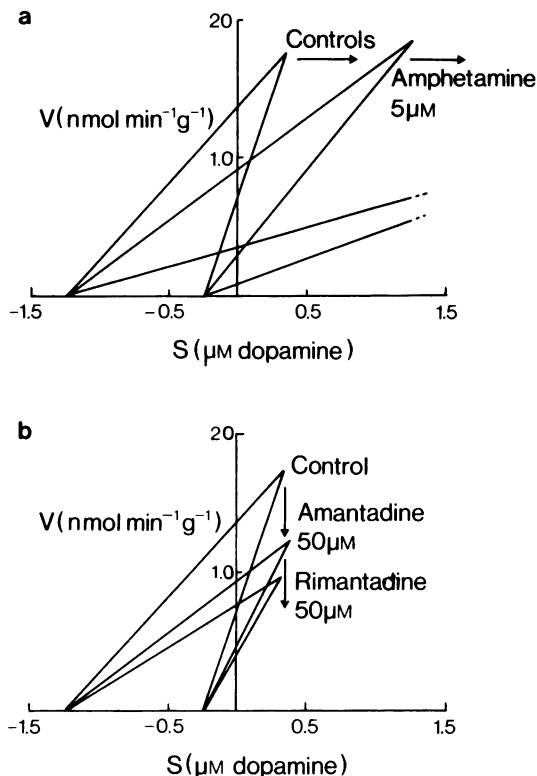 a
20
Controls
Amphetamine
5µM
V(nmol min⁻¹g⁻¹)
1.0
-1.5
-0.5
0
0.5
1.5
S (µM dopamine)
b
20
Control
V(nmol min⁻¹g⁻¹)
Amantadine
50µM
1.0
Rimantadine
50µM
-1.5
-0.5
0
0.5
1.5
S (µM dopamine)